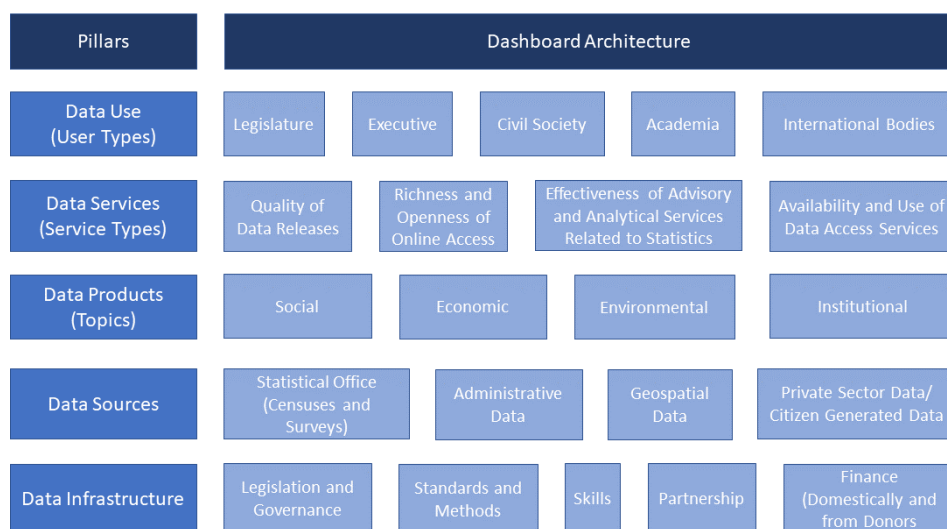 Pillars
Dashboard Architecture
Data Use
(User Types)
Legislature
Executive
Civil Society
Academia
International Bodies
Data Services
(Service Types)
Quality of
Data Releases
Richness and
Openness of
Online Access
Effectiveness of Advisory
and Analytical Services
Related to Statistics
Availability and Use of
Data Access Services
Data Products
(Topics)
Social
Economic
Environmental
Institutional
Data Sources
Statistical Office
(Censuses and
Surveys)
Administrative
Data
Geospatial
Data
Private Sector Data/
Citizen Generated Data
Data Infrastructure
Legislation and
Governance
Standards and
Methods
Skills
Partnership
Finance
(Domestically and
from Donors